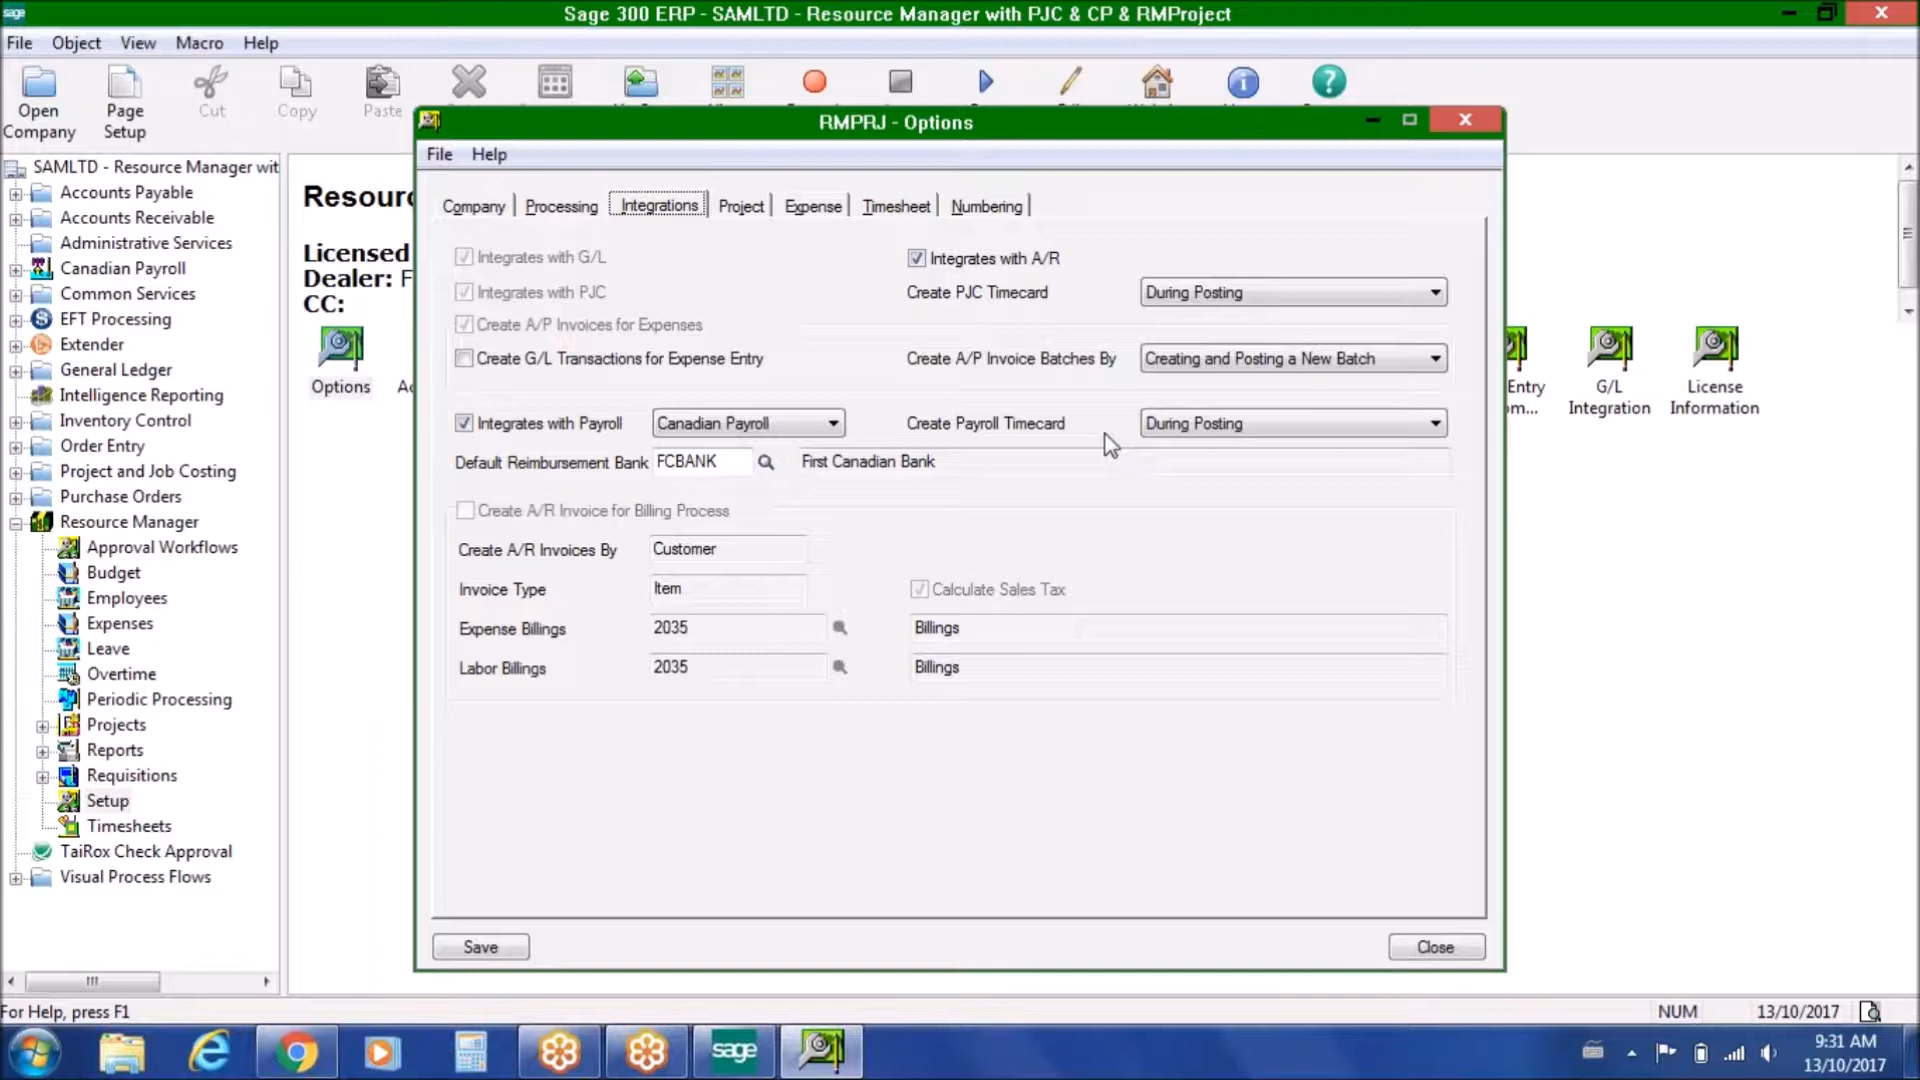 sage
Sage 300 ERP - SAMLTD - Resource Manager with PJC & CP & RMProject
File Object View Macro Help
Open Company
Page Setup
Cut
Copy
Paste
SAMLTD - Resource Manager wit
Accounts Payable
Accounts Receivable
Administrative Services
Canadian Payroll
Common Services
EFT Processing
Extender
General Ledger
Intelligence Reporting
Inventory Control
Order Entry
Project and Job Costing
Purchase Orders
Resource Manager
Approval Workflows
Budget
Employees
Expenses
Leave
Overtime
Periodic Processing
Projects
Reports
Requisitions
Setup
Timesheets
TaiRox Check Approval
Visual Process Flows
Resourc
Licensed
Dealer: F
CC:
Options
Ac
RMPRJ - Options
File Help
Company Processing Integrations Project Expense Timesheet Numbering
Integrates with G/L
Integrates with A/R
Integrates with PJC
Create PJC Timecard During Posting
Create A/P Invoices for Expenses
Create G/L Transactions for Expense Entry
Create A/P Invoice Batches By Creating and Posting a New Batch
Integrates with Payroll Canadian Payroll
Create Payroll Timecard During Posting
Default Reimbursement Bank FCBANK First Canadian Bank
Create A/R Invoice for Billing Process
Create A/R Invoices By Customer
Invoice Type Item
Calculate Sales Tax
Expense Billings 2035 Billings
Labor Billings 2035 Billings
Save
Close
Entry
om...
G/L Integration
License Information
For Help, press F1
NUM
13/10/2017
sage
9:31 AM
13/10/2017